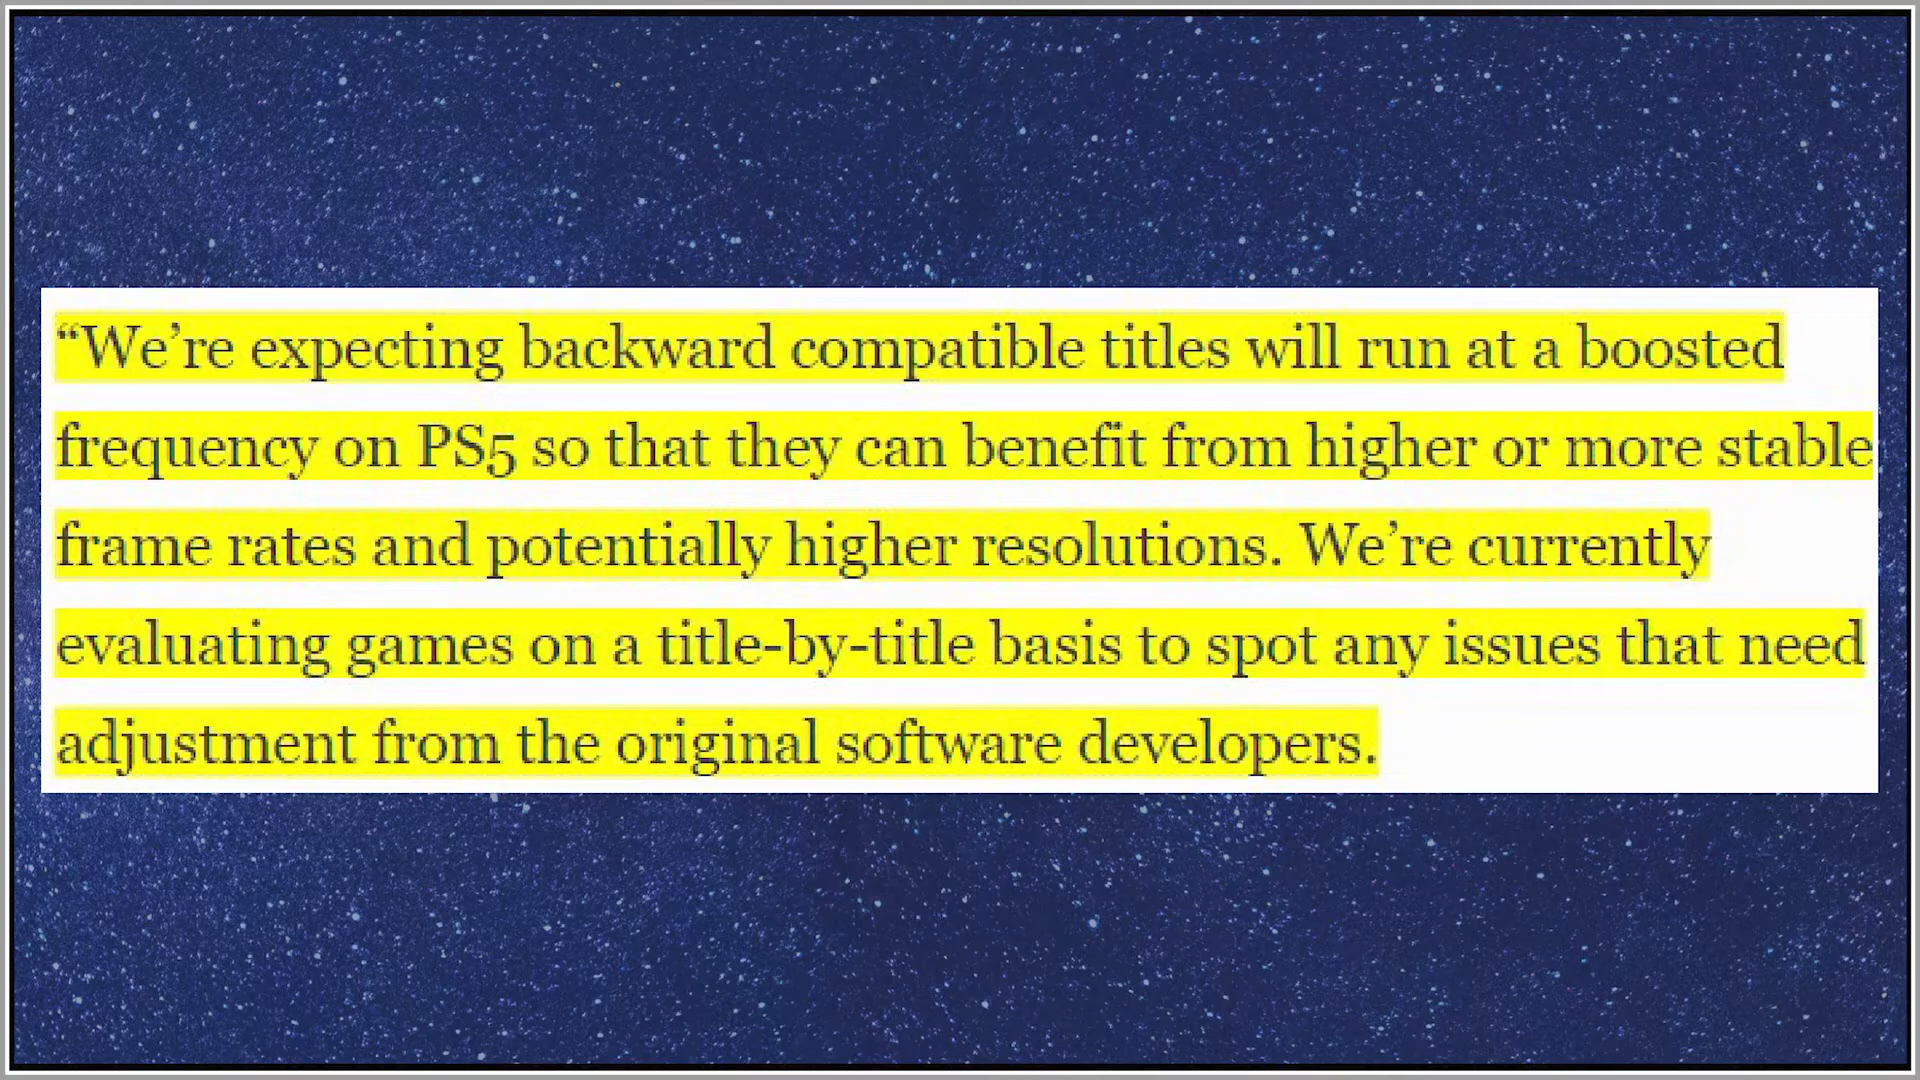 “We’re expecting backward compatible titles will run at a boosted
frequency on PS5 so that they can benefit from higher or more stable
frame rates and potentially higher resolutions. We’re currently
evaluating games on a title-by-title basis to spot any issues that need
adjustment from the original software developers.